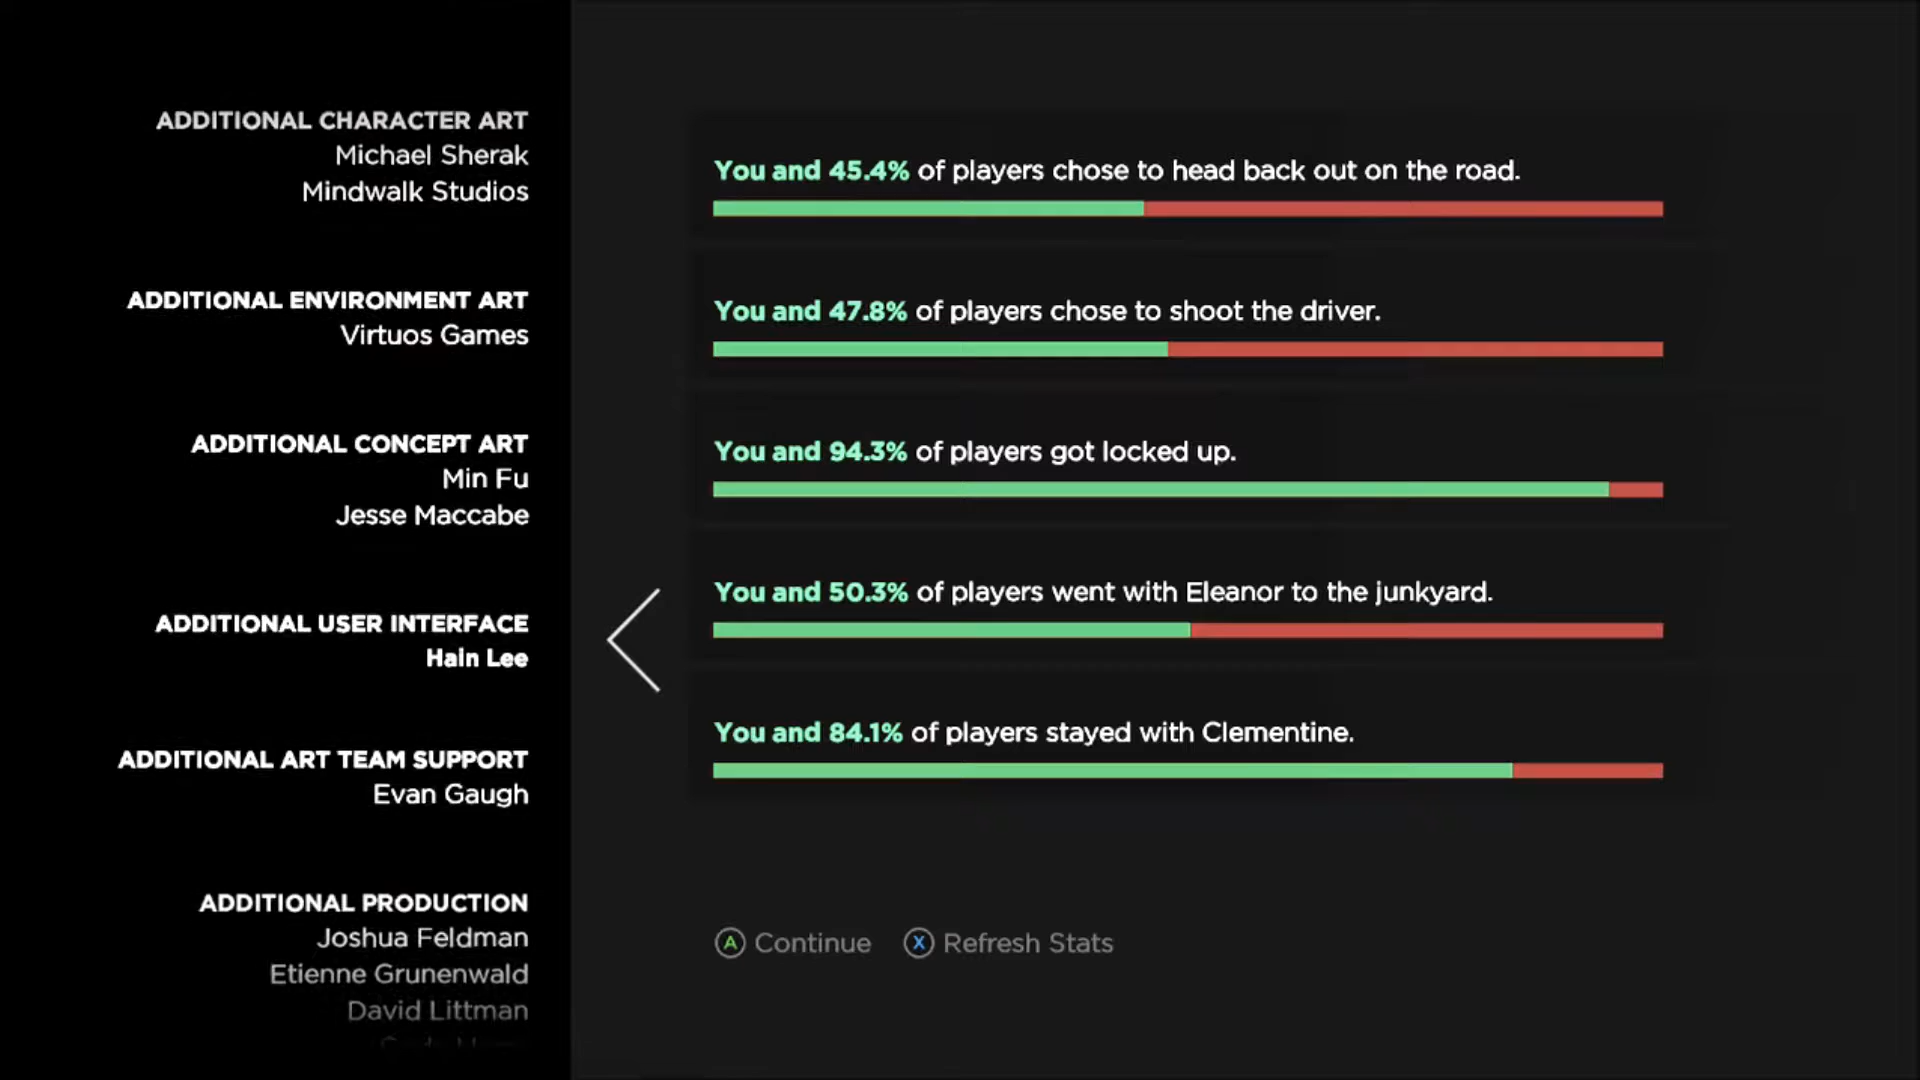 ADDITIONAL CHARACTER ART
Michael Sherak
Mindwalk Studios
ADDITIONAL ENVIRONMENT ART
Virtuos Games
ADDITIONAL CONCEPT ART
Min Fu
Jesse Maccabe
ADDITIONAL USER INTERFACE
Hain Lee
ADDITIONAL ART TEAM SUPPORT
Evan Gaugh
ADDITIONAL PRODUCTION
Joshua Feldman
Etienne Grunenwald
David Littman
You and 45.4% of players chose to head back out on the road.
You and 47.8% of players chose to shoot the driver.
You and 94.3% of players got locked up.
You and 50.3% of players went with Eleanor to the junkyard.
You and 84.1% of players stayed with Clementine.
A Continue X Refresh Stats